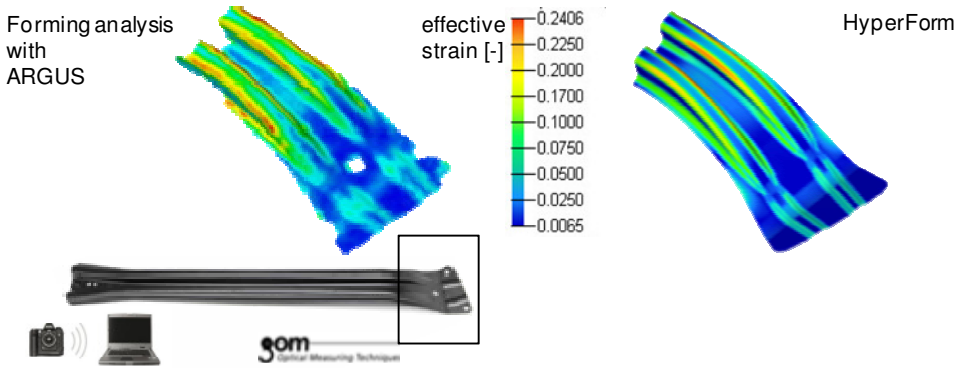 Forming analysis
with
ARGUS
effective
strain [-]
0.2406
0.2250
0.2000
0.1700
0.1000
0.0750
0.0500
0.0250
0.0065
HyperForm
gom
Optical Measuring Techniques